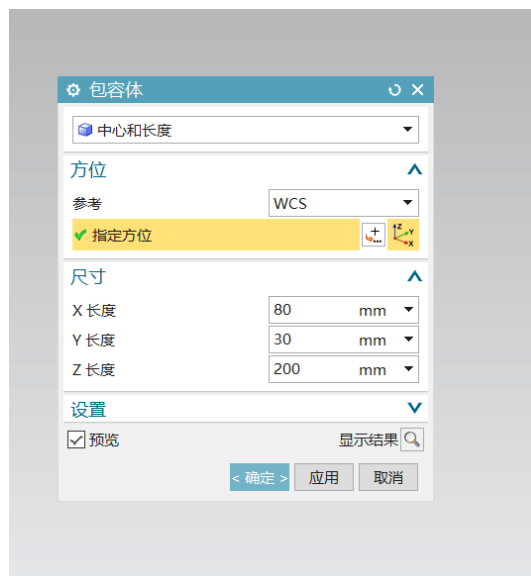 包容体
中心和长度
方位
参考 WCS
指定方位
Z Y X
尺寸
X 长度 80 mm
Y 长度 30 mm
Z 长度 200 mm
设置
预览 显示结果
< 确定 > 应用 取消